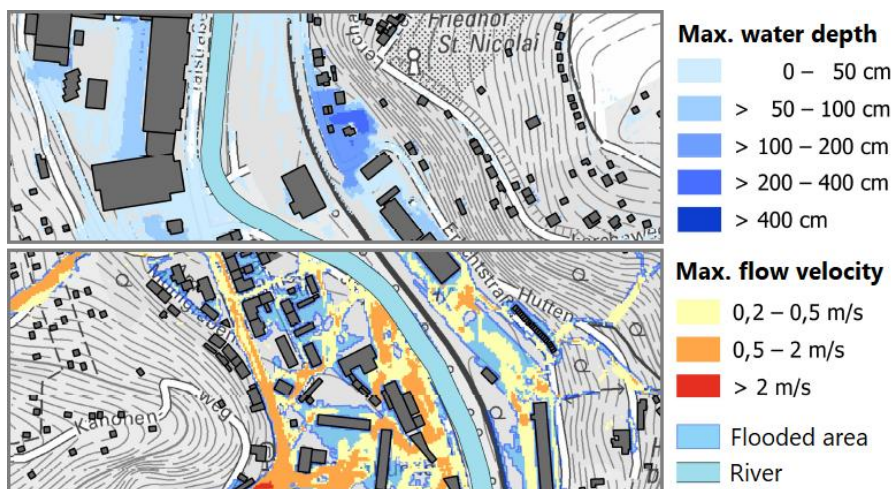 Friedhof
St. Nicolai
Max. water depth
0 – 50 cm
> 50 – 100 cm
> 100 – 200 cm
> 200 – 400 cm
> 400 cm
Max. flow velocity
0,2 – 0,5 m/s
0,5 – 2 m/s
> 2 m/s
Flooded area
River
Hütten
Kanonen
weg